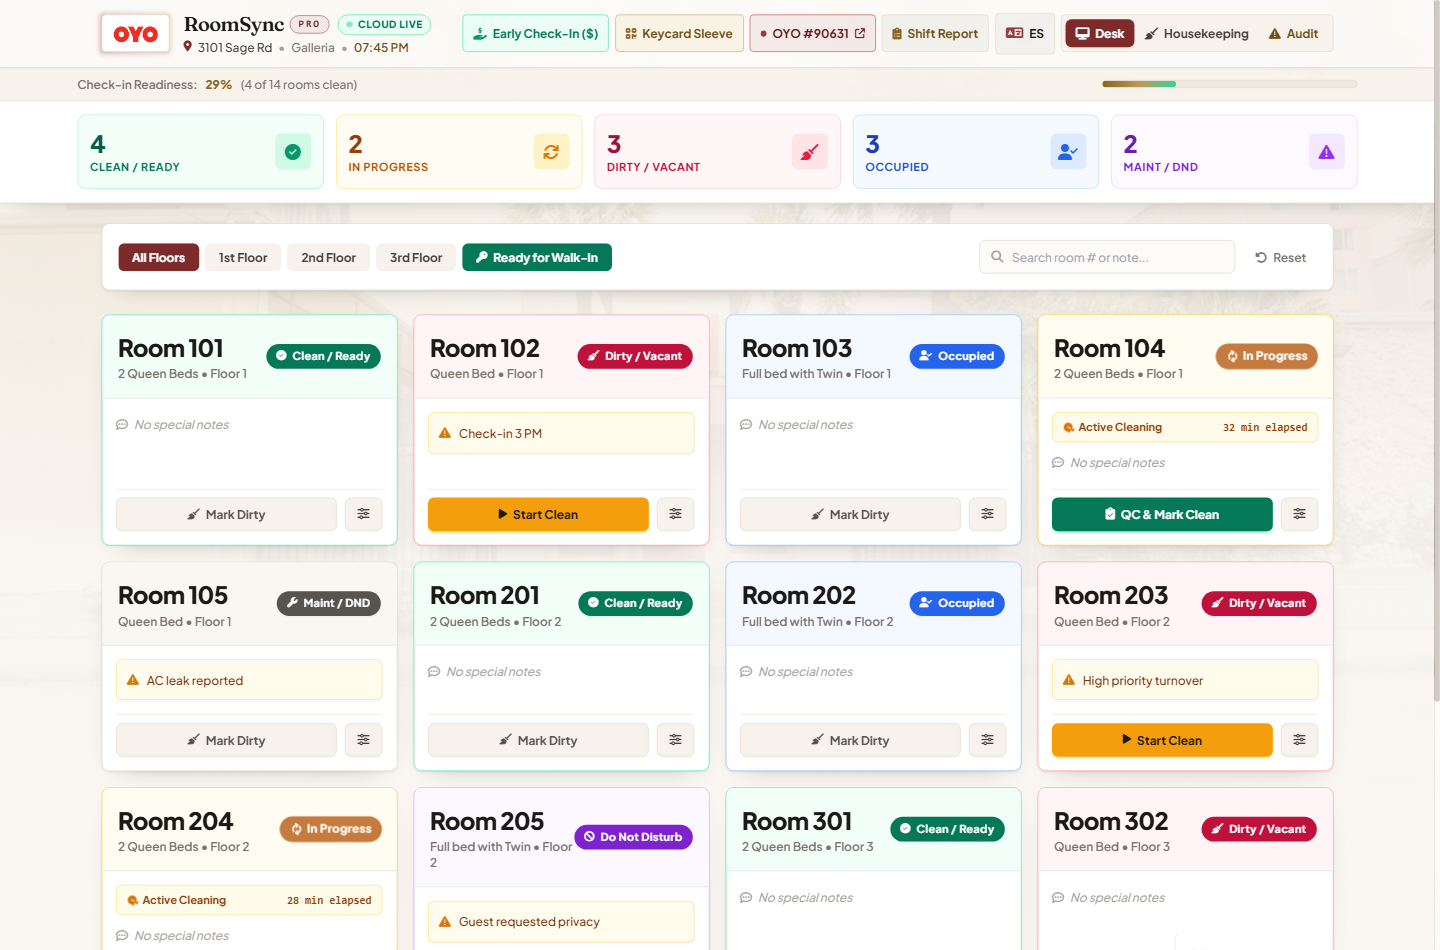 OYO
RoomSync PRO CLOUD LIVE
3101 Sage Rd • Galleria • 07:45 PM
Early Check-In ($)
Keycard Sleeve
OYO #90631
Shift Report
ES
Desk
Housekeeping
Audit
Check-in Readiness: 29% (4 of 14 rooms clean)
4
CLEAN / READY
2
IN PROGRESS
3
DIRTY / VACANT
3
OCCUPIED
2
MAINT / DND
All Floors
1st Floor
2nd Floor
3rd Floor
Ready for Walk-In
Search room # or note...
Reset
Room 101
2 Queen Beds • Floor 1
Clean / Ready
No special notes
Mark Dirty
Room 102
Queen Bed • Floor 1
Dirty / Vacant
Check-in 3 PM
Start Clean
Room 103
Full bed with Twin • Floor 1
Occupied
No special notes
Mark Dirty
Room 104
2 Queen Beds • Floor 1
In Progress
Active Cleaning 32 min elapsed
No special notes
QC & Mark Clean
Room 105
Queen Bed • Floor 1
Maint / DND
AC leak reported
Mark Dirty
Room 201
2 Queen Beds • Floor 2
Clean / Ready
No special notes
Mark Dirty
Room 202
Full bed with Twin • Floor 2
Occupied
No special notes
Mark Dirty
Room 203
Queen Bed • Floor 2
Dirty / Vacant
High priority turnover
Start Clean
Room 204
2 Queen Beds • Floor 2
In Progress
Active Cleaning 28 min elapsed
No special notes
Room 205
Full bed with Twin • Floor
2
Do Not Disturb
Guest requested privacy
Room 301
2 Queen Beds • Floor 3
Clean / Ready
No special notes
Room 302
Queen Bed • Floor 3
Dirty / Vacant
No special notes